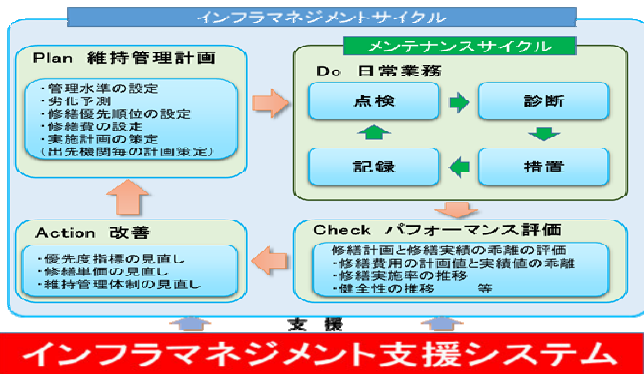 インフラマネジメントサイクル
Plan 維持管理計画
・管理水準の設定
・劣化予測
・修繕優先順位の設定
・修繕費の設定
・実施計画の策定
(出先機関毎の計画策定)
メンテナンスサイクル
Do 日常業務
点検
診断
記録
措置
Action 改善
・優先度指標の見直し
・修繕単価の見直し
・維持管理体制の見直し
Check パフォーマンス評価
修繕計画と修繕実績の乖離の評価
・修繕費用の計画値と実績値の乖離
・修繕実施率の推移
・健全性の推移 等
支援
インフラマネジメント支援システム